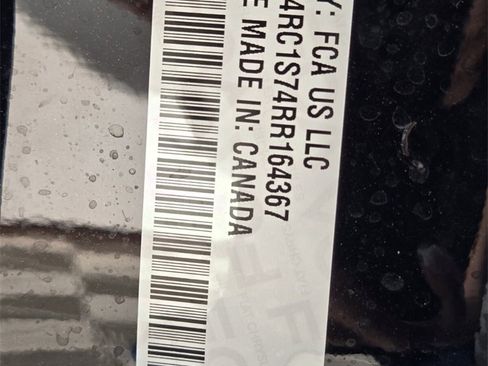 Y: FCA US LLC
4RC1S74RR164367
E MADE IN: CANADA